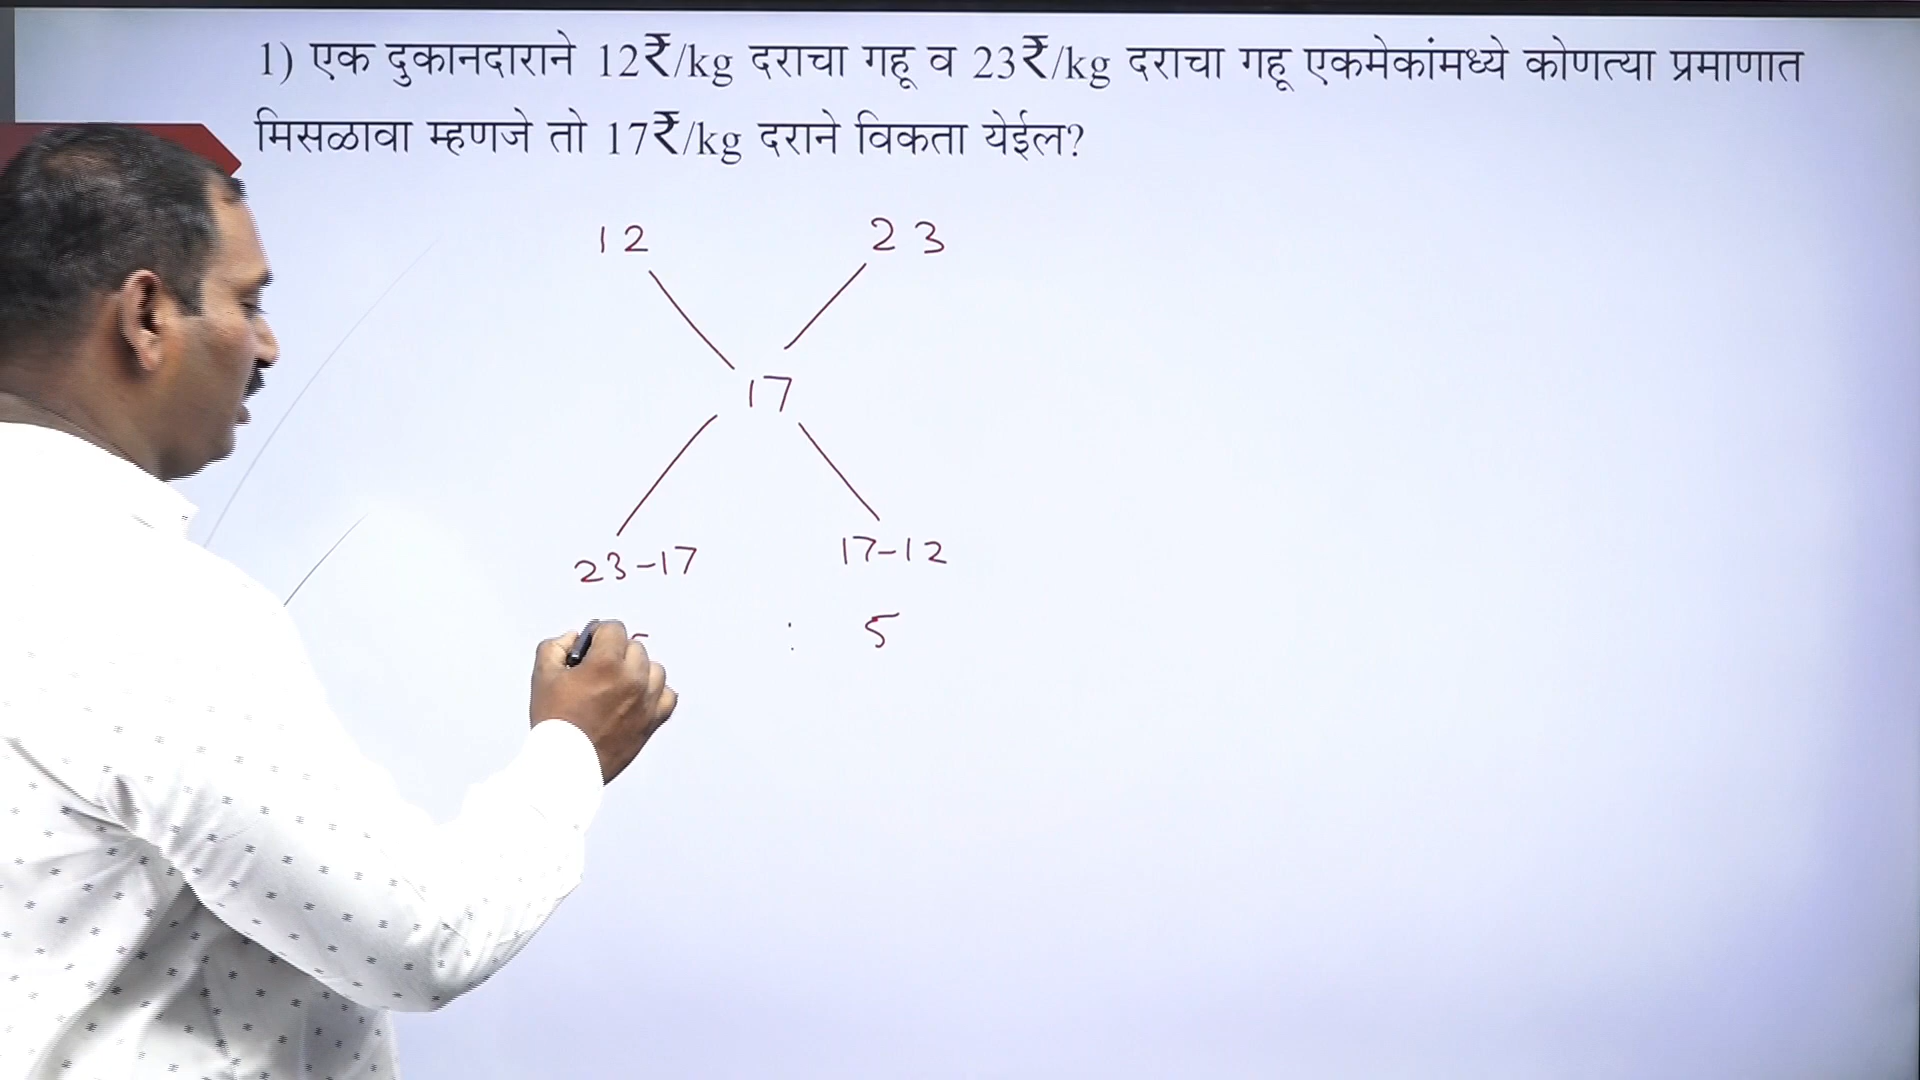 1) एक दुकानदाराने 12₹/kg दराचा गहू व 23₹/kg दराचा गहू एकमेकांमध्ये कोणत्या प्रमाणात
मिसळावा म्हणजे तो 17₹/kg दराने विकता येईल?
12 23
17
23-17 17-12
: 5